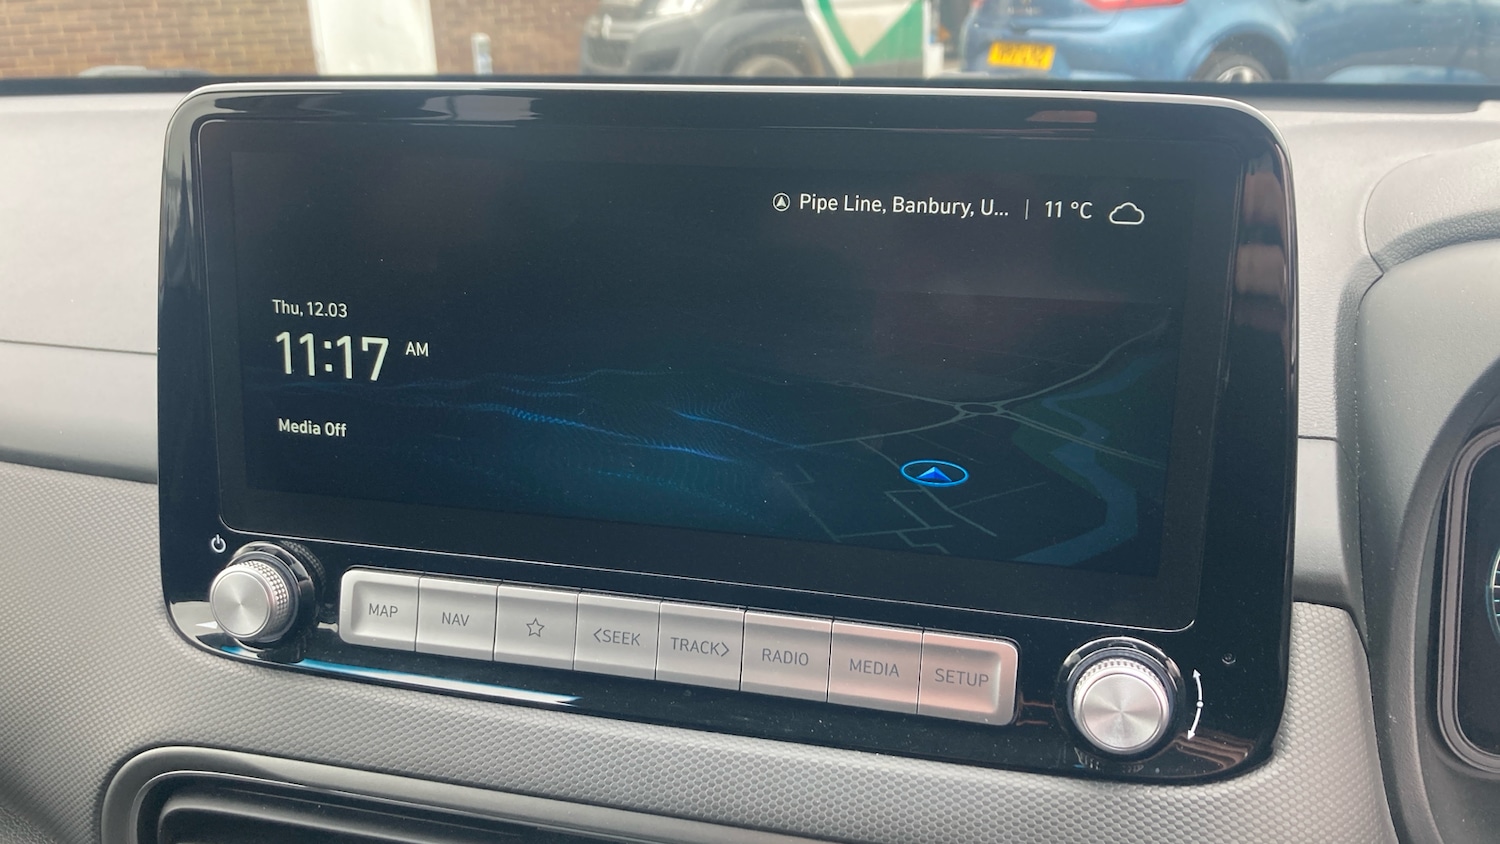 Pipe Line, Banbury, U... | 11 °C
Thu, 12.03
11:17 AM
Media Off
MAP NAV <SEEK TRACK> RADIO MEDIA SETUP